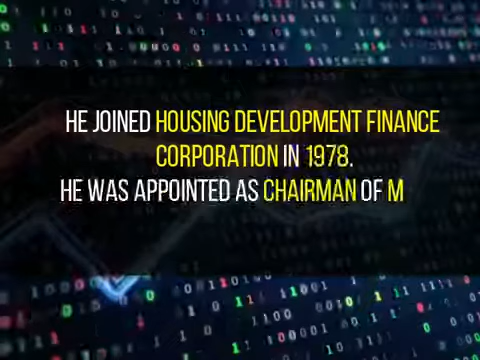 HE JOINED HOUSING DEVELOPMENT FINANCE
CORPORATION IN 1978.
HE WAS APPOINTED AS CHAIRMAN OF M